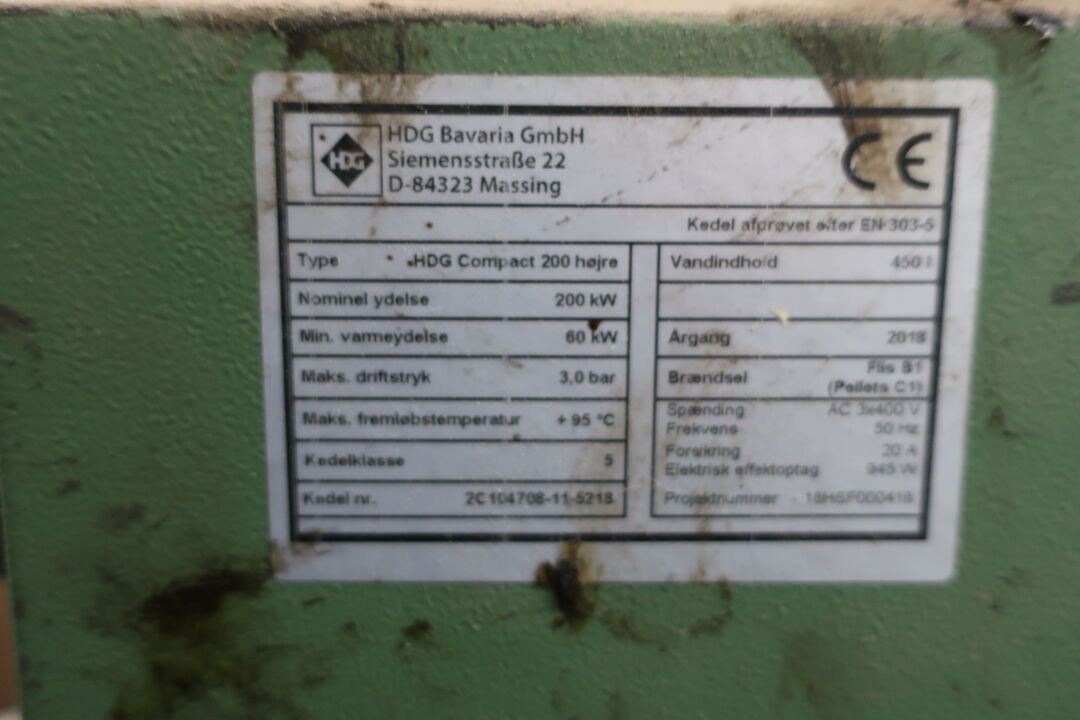 HDG
HDG Bavaria GmbH
Siemensstraße 22
D-84323 Massing
CE
Kedel afprøvet efter EN 303-5
Type HDG Compact 200 højre
Nominel ydelse 200 kW
Min. varmeydelse 60 kW
Maks. driftstryk 3,0 bar
Maks. fremløbstemperatur + 95 °C
Kedelklasse 5
Kedel nr. 2C104708-11-5218
Vandindhold 450 l
Årgang 2018
Brændsel Flis B1
(Pellets C1)
Spænding AC 3x400 V
Frekvens 50 Hz
Forsikring 20 A
Elektrisk effektoptag 945 W
Projektnummer 18HSF000418